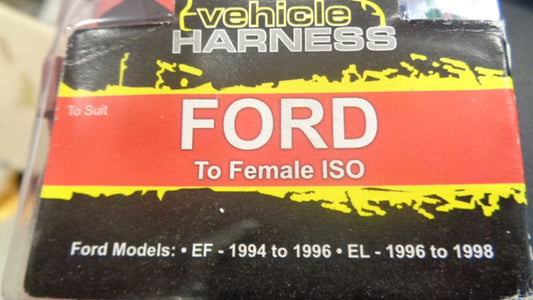 vehicle
HARNESS
To Suit
FORD
To Female ISO
Ford Models: • EF - 1994 to 1996 • EL - 1996 to 1998